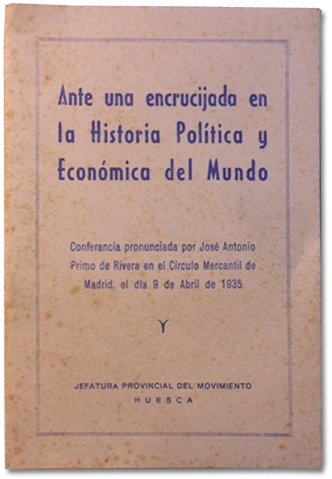 Ante una encrucijada en
la Historia Política y
Económica del Mundo
Conferencia pronunciada por José Antonio
Primo de Rivera en el Círculo Mercantil de
Madrid, el día 9 de Abril de 1935
JEFATURA PROVINCIAL DEL MOVIMIENTO
HUESCA